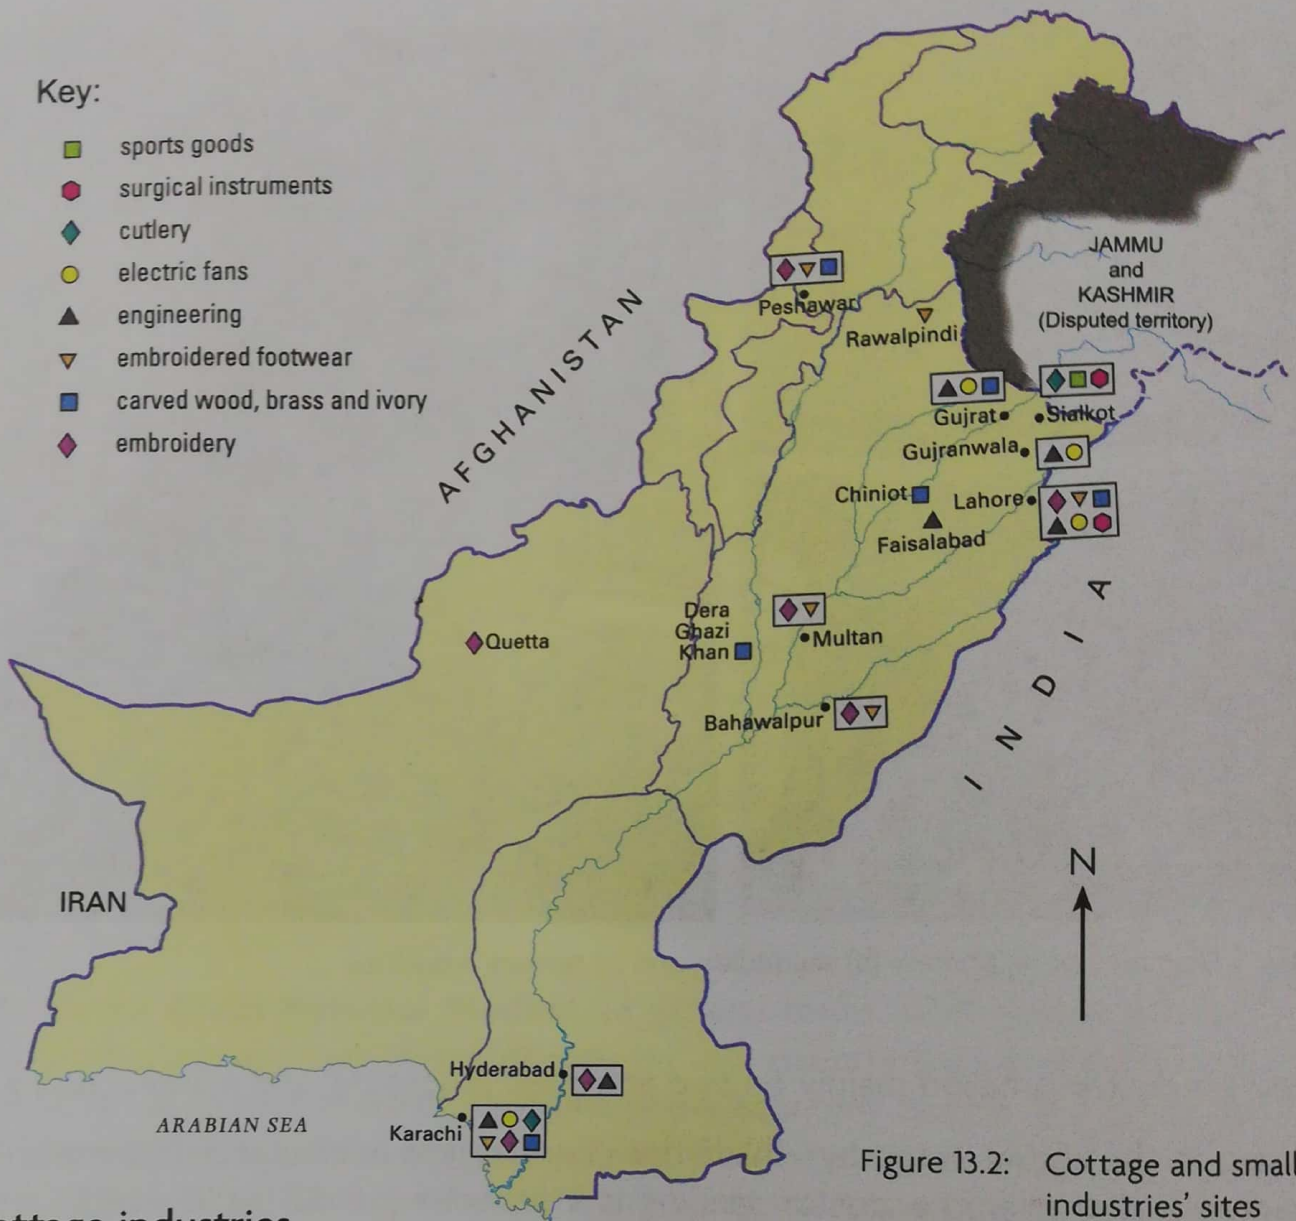 Key:
sports goods
surgical instruments
cutlery
electric fans
engineering
embroidered footwear
carved wood, brass and ivory
embroidery
AFGHANISTAN
JAMMU
and
KASHMIR
(Disputed territory)
Peshawar
Rawalpindi
Gujrat
Sialkot
Gujranwala
Chiniot
Lahore
Faisalabad
Dera
Ghazi
Khan
Multan
Quetta
Bahawalpur
INDIA
N
IRAN
Hyderabad
Karachi
ARABIAN SEA
Figure 13.2: Cottage and small
industries' sites
industries